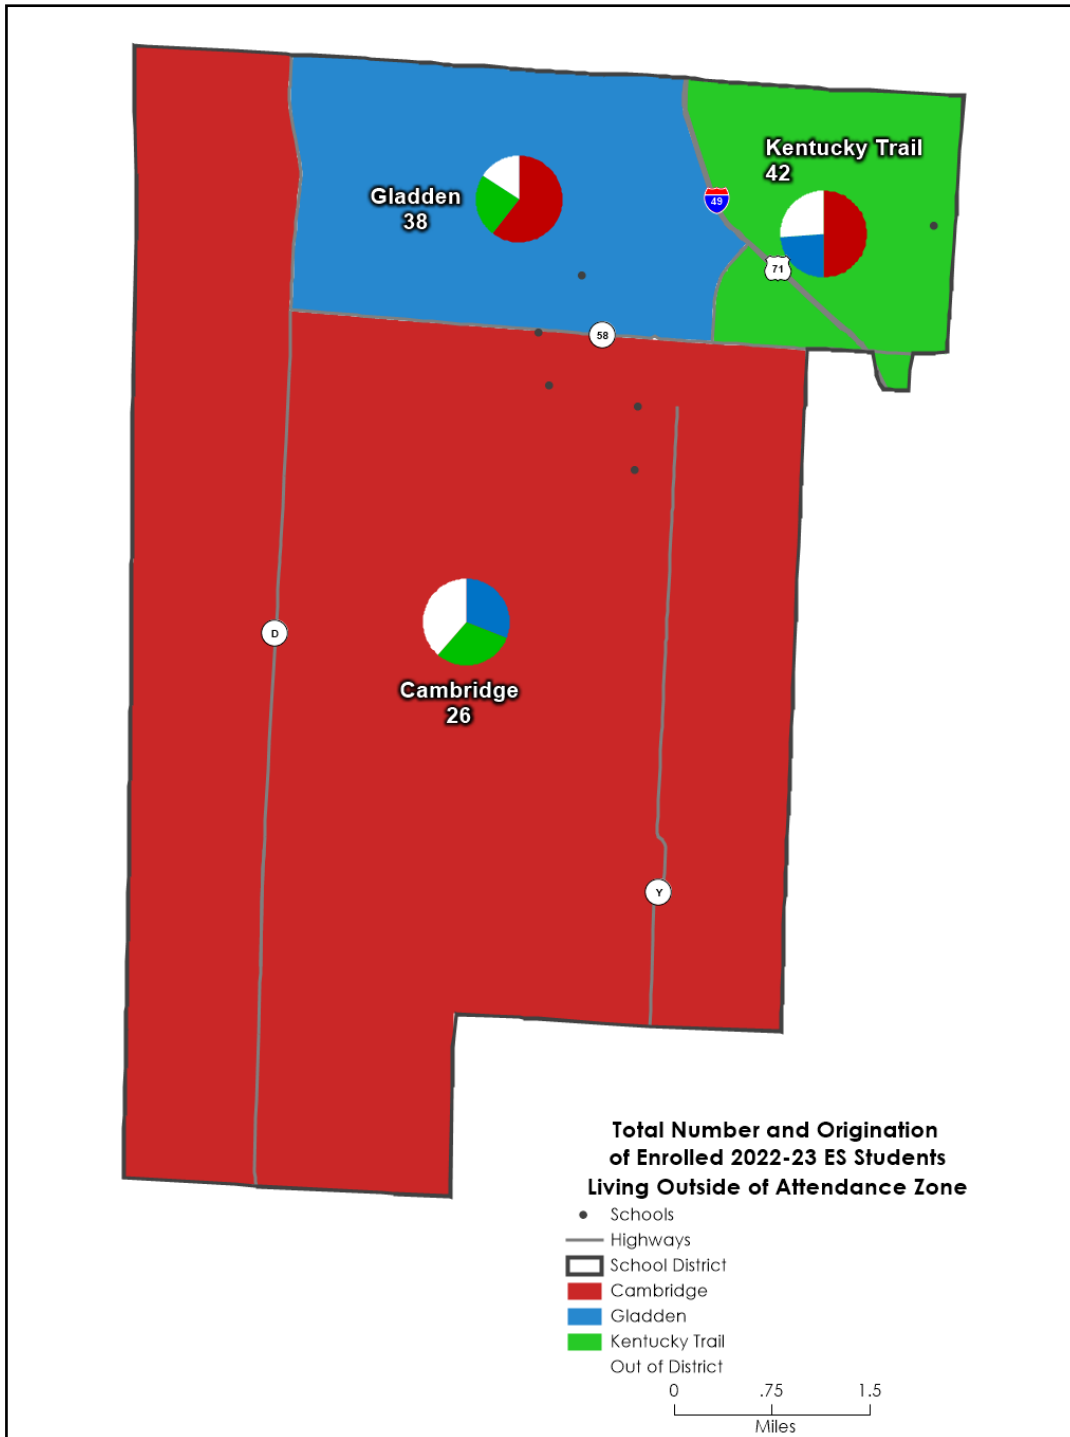 Kentucky Trail
42
Gladden
38
49
71
58
D
Cambridge
26
Y
Total Number and Origination
of Enrolled 2022-23 ES Students
Living Outside of Attendance Zone
Schools
Highways
School District
Cambridge
Gladden
Kentucky Trail
Out of District
0 .75 1.5
Miles